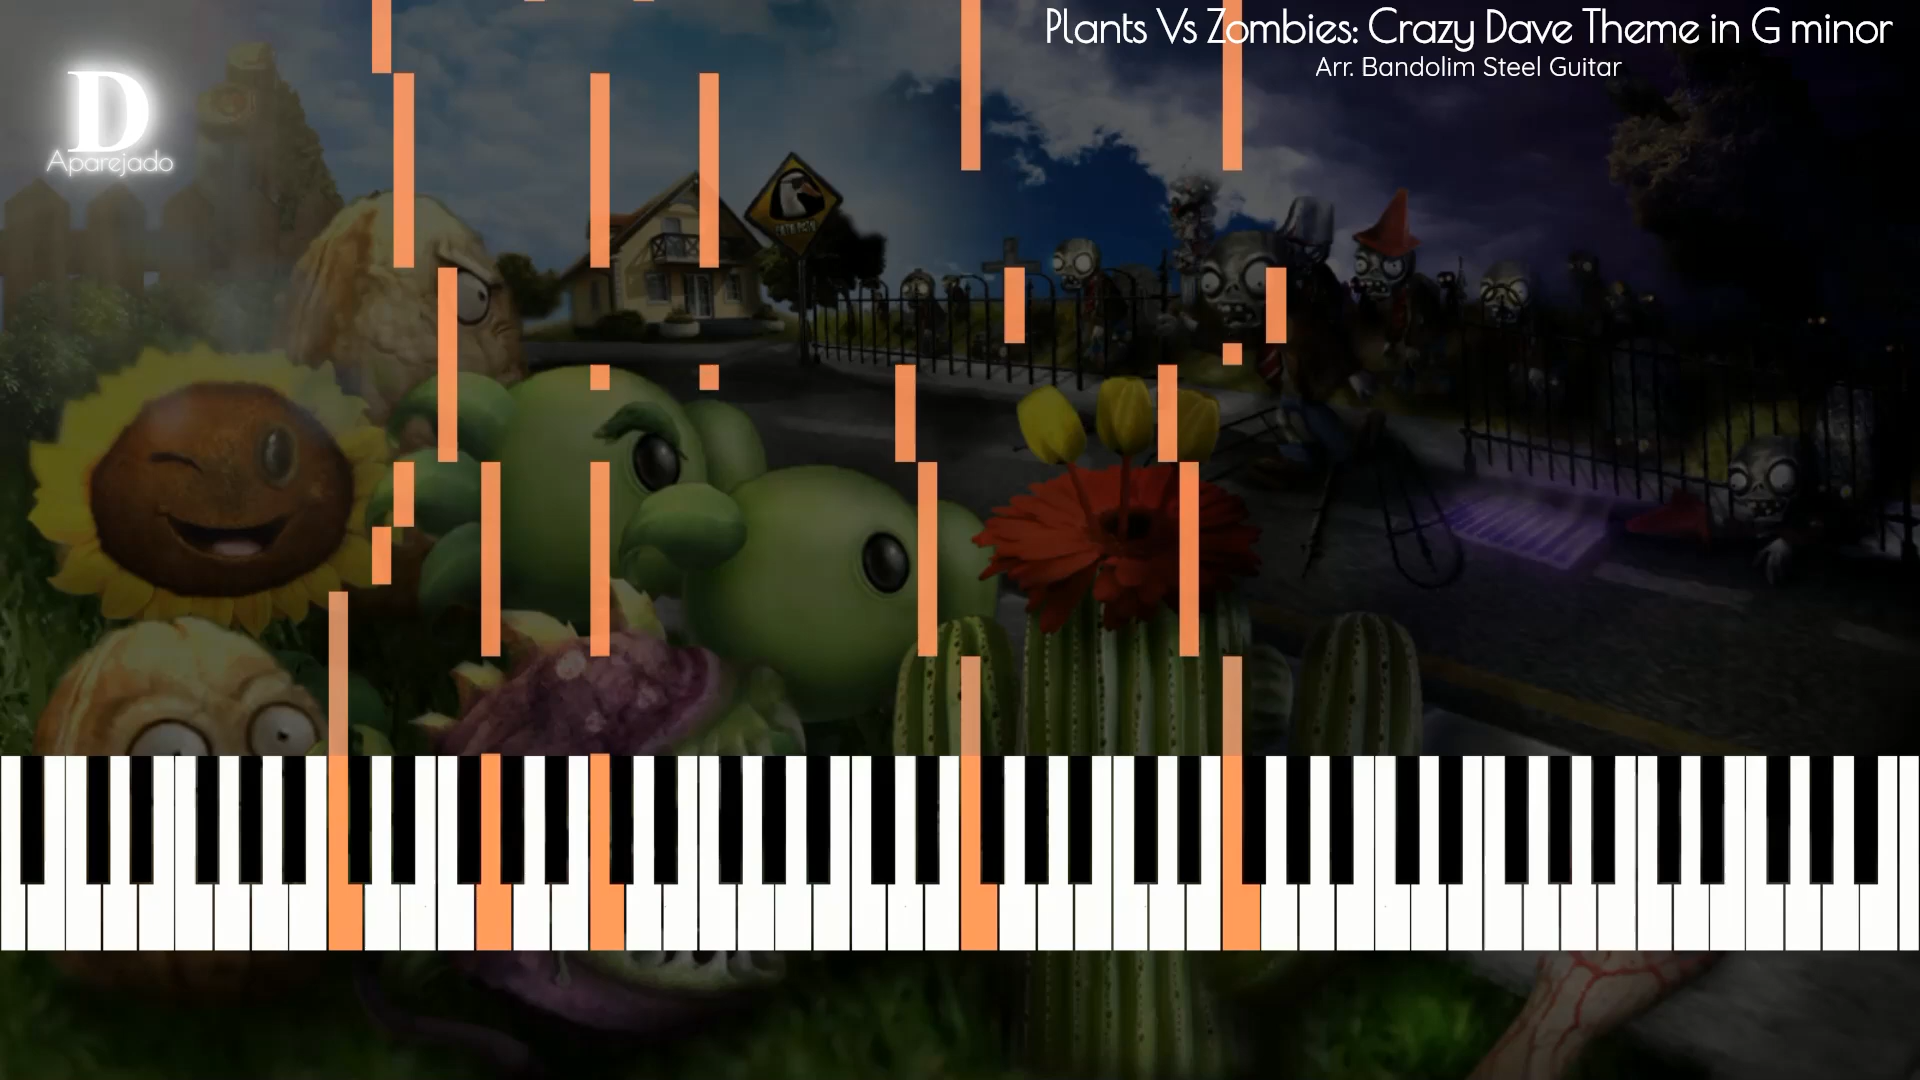 Plants Vs Zombies: Crazy Dave Theme in G minor
Arr. Bandolim Steel Guitar
D
Aparejado